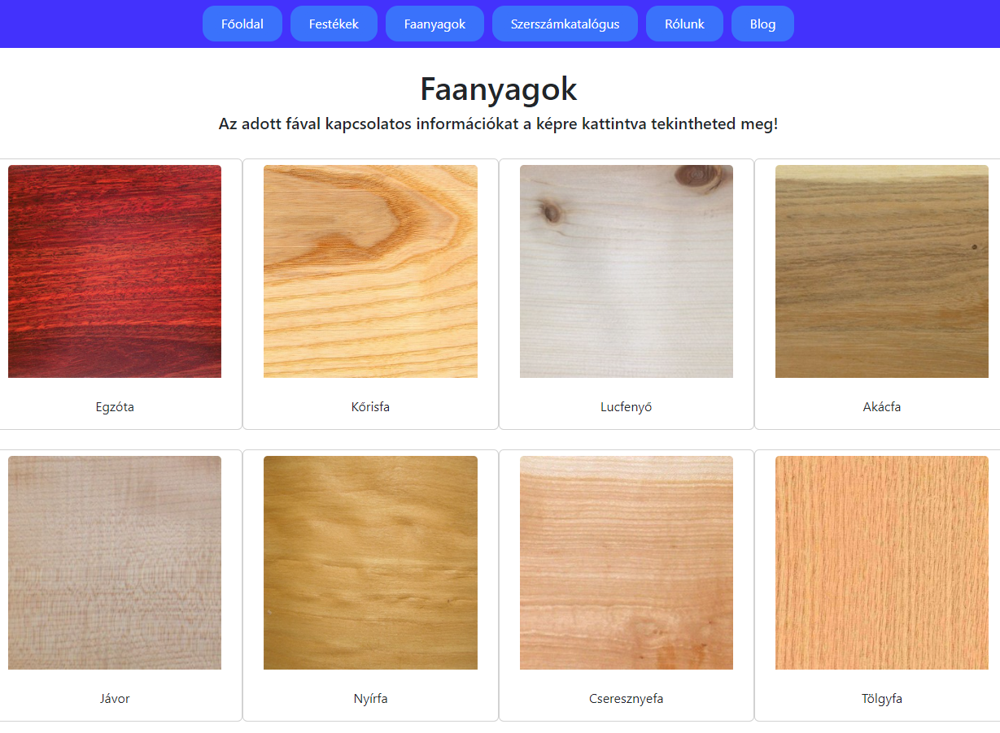 Főoldal Festékek Faanyagok Szerszámkatalógus Rólunk Blog
Faanyagok
Az adott fával kapcsolatos információkat a képre kattintva tekintheted meg!
Egzóta Kőrisfa Lucfenyő Akácfa
Jávor Nyírfa Cseresznyefa Tölgyfa